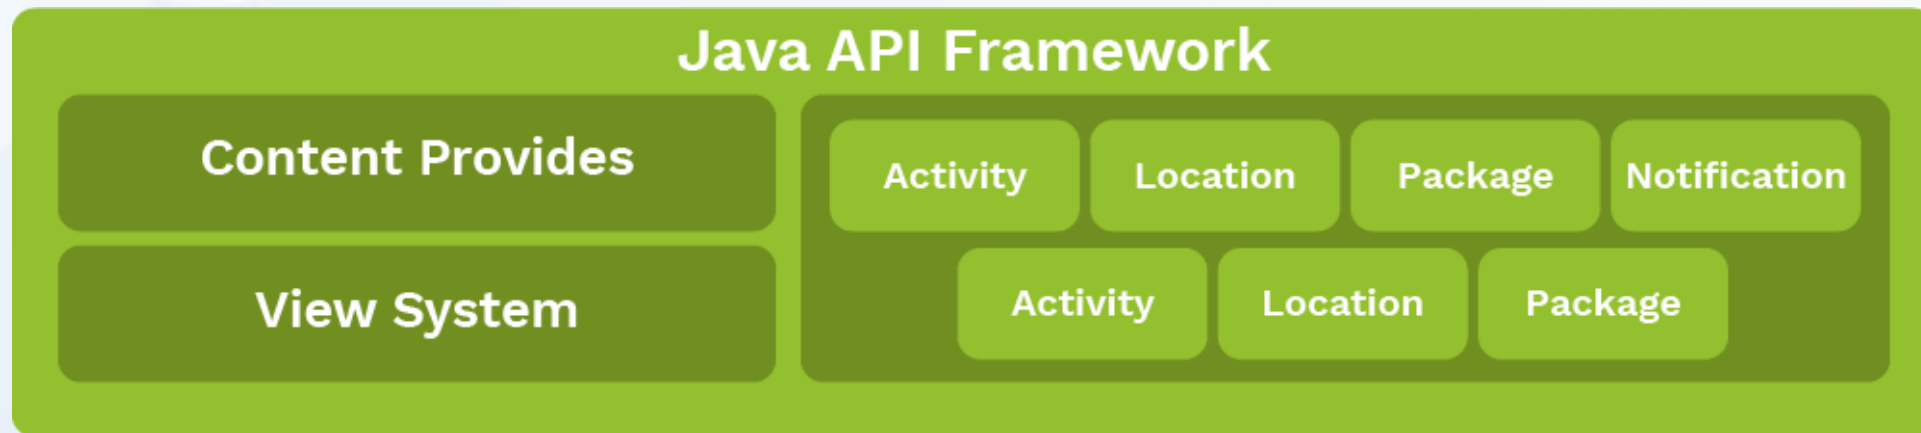 Java API Framework
Content Provides
View System
Activity Location Package Notification
Activity Location Package